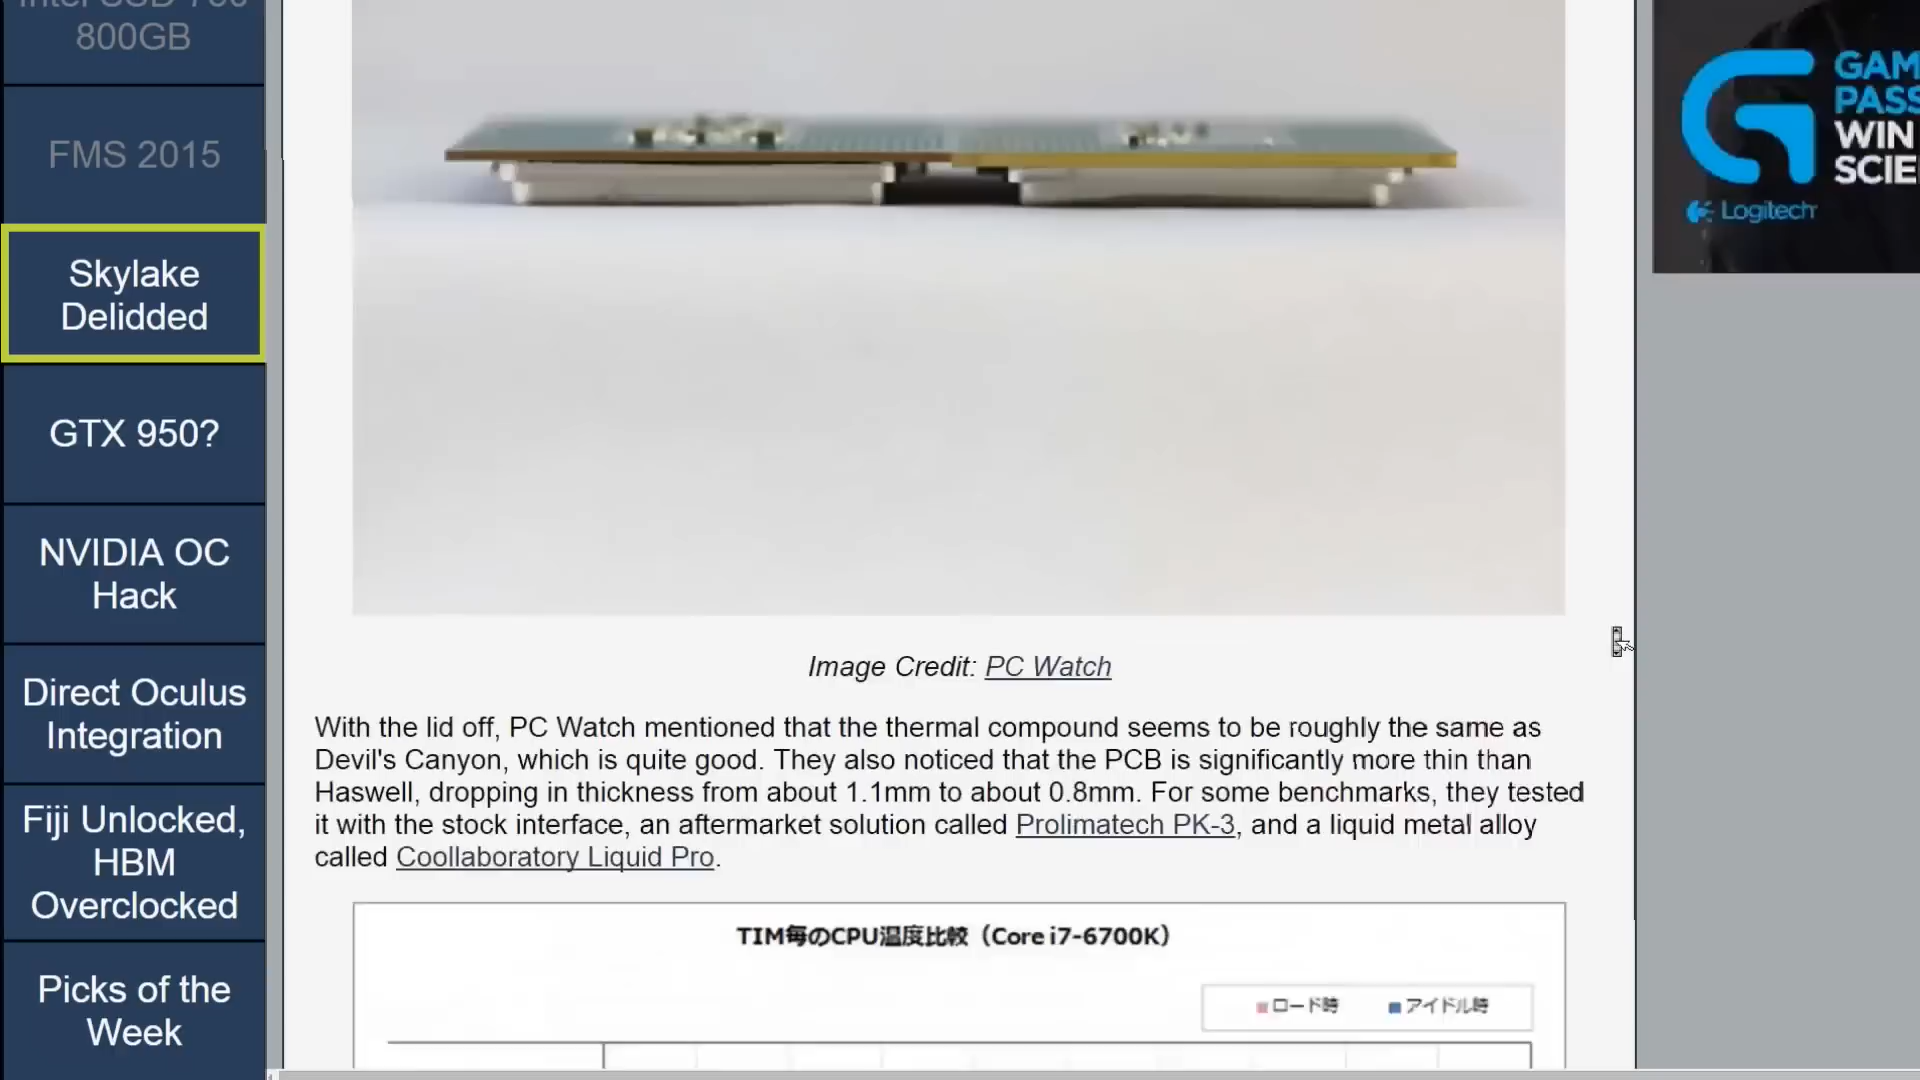 800GB
FMS 2015
Skylake
Delidded
GTX 950?
NVIDIA OC
Hack
Direct Oculus
Integration
Fiji Unlocked,
HBM
Overclocked
Picks of the
Week
Image Credit: PC Watch
With the lid off, PC Watch mentioned that the thermal compound seems to be roughly the same as
Devil's Canyon, which is quite good. They also noticed that the PCB is significantly more thin than
Haswell, dropping in thickness from about 1.1mm to about 0.8mm. For some benchmarks, they tested
it with the stock interface, an aftermarket solution called Prolimatech PK-3, and a liquid metal alloy
called Coollaboratory Liquid Pro.
TIM毎のCPU温度比較（Core i7-6700K）
ロード時 アイドル時
GAM
PASS
WIN
SCIE
Logitech